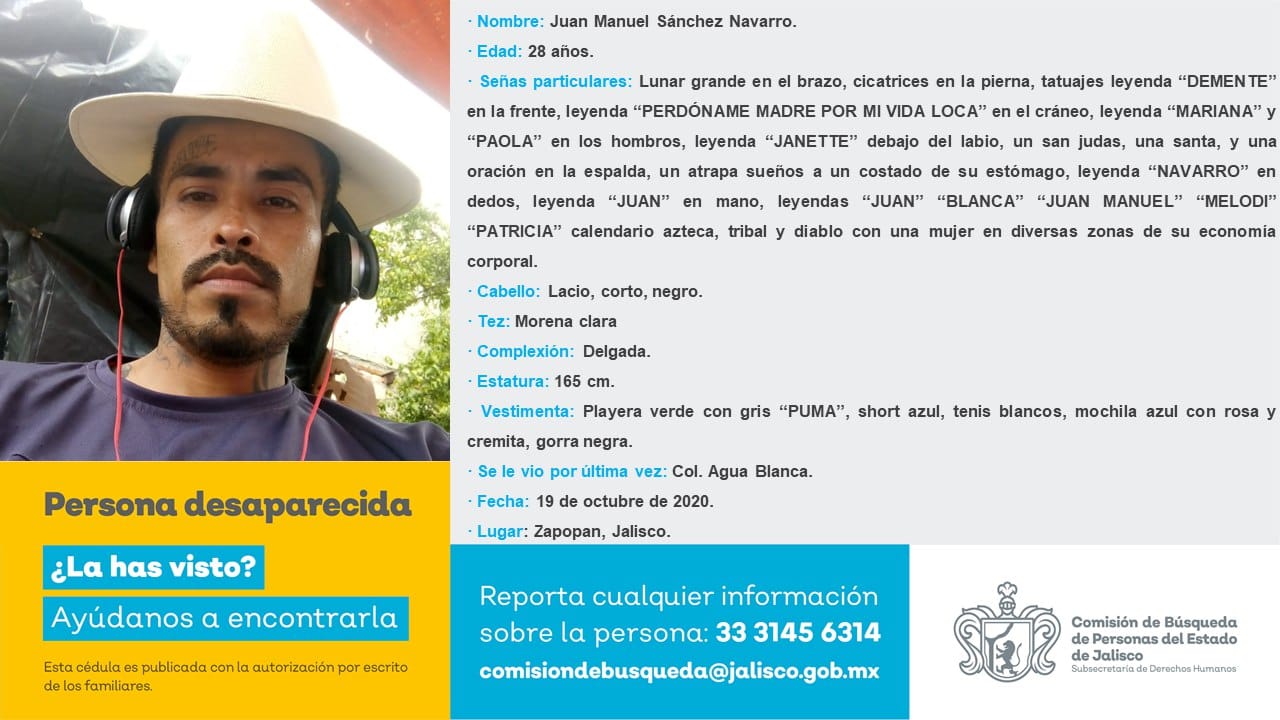 · Nombre: Juan Manuel Sánchez Navarro.
· Edad: 28 años.
· Señas particulares: Lunar grande en el brazo, cicatrices en la pierna, tatuajes leyenda “DEMENTE”
en la frente, leyenda “PERDÓNAME MADRE POR MI VIDA LOCA” en el cráneo, leyenda “MARIANA” y
“PAOLA” en los hombros, leyenda “JANETTE” debajo del labio, un san judas, una santa, y una
oración en la espalda, un atrapa sueños a un costado de su estómago, leyenda “NAVARRO” en
dedos, leyenda “JUAN” en mano, leyendas “JUAN” “BLANCA” “JUAN MANUEL” “MELODI”
“PATRICIA” calendario azteca, tribal y diablo con una mujer en diversas zonas de su economía
corporal.
· Cabello: Lacio, corto, negro.
· Tez: Morena clara
· Complexión: Delgada.
· Estatura: 165 cm.
· Vestimenta: Playera verde con gris “PUMA”, short azul, tenis blancos, mochila azul con rosa y
cremita, gorra negra.
· Se le vio por última vez: Col. Agua Blanca.
· Fecha: 19 de octubre de 2020.
· Lugar: Zapopan, Jalisco.
Persona desaparecida
¿La has visto?
Ayúdanos a encontrarla
Esta cédula es publicada con la autorización por escrito
de los familiares.
Reporta cualquier información
sobre la persona: 33 3145 6314
comisiondebusqueda@jalisco.gob.mx
Comisión de Búsqueda
de Personas del Estado
de Jalisco
Subsecretaría de Derechos Humanos